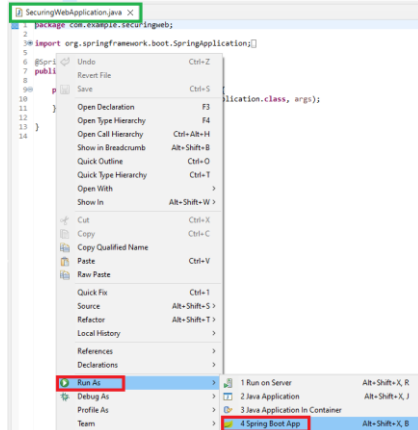 SecuringWebApplication.java
1 package com.example.securingweb;
2
3 import org.springframework.boot.SpringApplication;
5
6 @Spri
7 publi
8
9 p
10 plication.class, args);
11 }
12
13 }
14
Undo Ctrl+Z
Revert File
Save Ctrl+S
Open Declaration F3
Open Type Hierarchy F4
Open Call Hierarchy Ctrl+Alt+H
Show in Breadcrumb Alt+Shift+B
Quick Outline Ctrl+O
Quick Type Hierarchy Ctrl+T
Open With >
Show In Alt+Shift+W >
Cut Ctrl+X
Copy Ctrl+C
Copy Qualified Name
Paste Ctrl+V
Raw Paste
Quick Fix Ctrl+1
Source Alt+Shift+S >
Refactor Alt+Shift+T >
Local History >
References >
Declarations >
Run As >
1 Run on Server Alt+Shift+X, R
Debug As >
2 Java Application Alt+Shift+X, J
Profile As >
3 Java Application In Container
Team >
4 Spring Boot App Alt+Shift+X, B